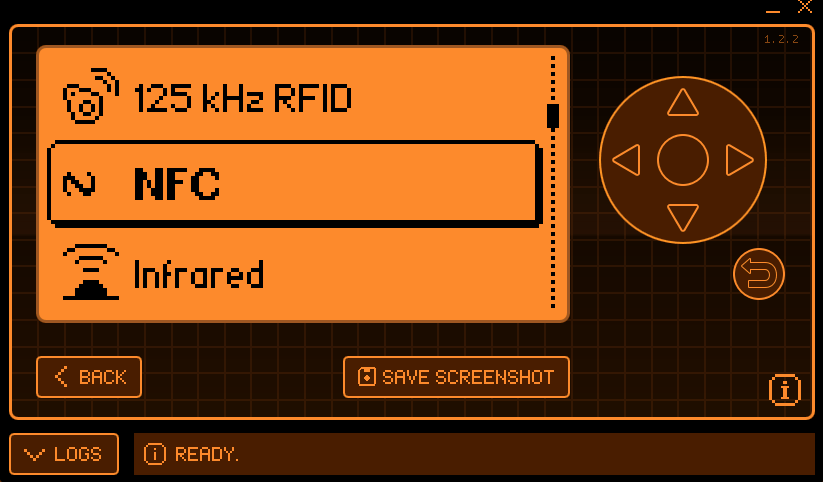 1.2.2
125 kHz RFID
NFC
Infrared
BACK
SAVE SCREENSHOT
LOGS
READY.